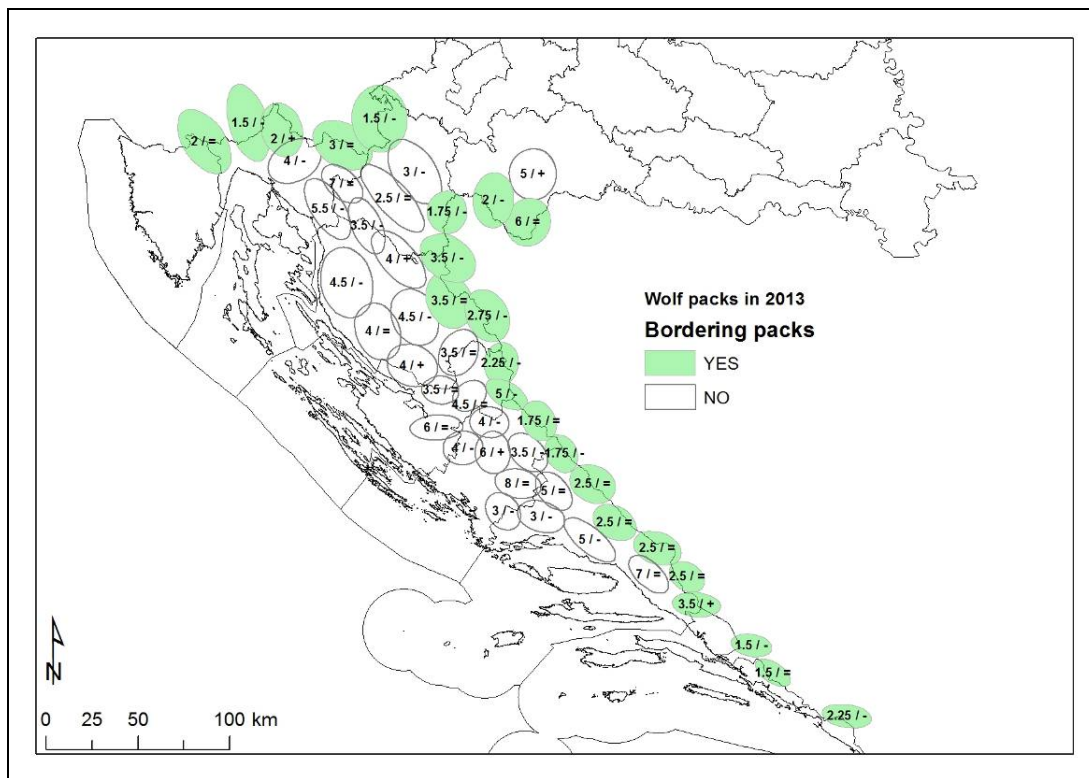 1.5 / -
1.5 / -
2 / =
2 / +
3 / =
4 / -
3 / -
5 / +
7 / =
2.5 / =
2 / -
5.5 / -
3.5 / -
1.75 / -
6 / =
4 / +
3.5 / -
4.5 / -
3.5 / =
4.5 / -
2.75 / -
4 / =
3.5 / =
4 / +
2.25 / -
3.5 / =
5 / -
4.5 / =
6 / =
4 / -
1.75 / =
4 / -
6 / +
3.5 / -
1.75 / -
8 / =
5 / =
2.5 / =
3 / -
3 / -
2.5 / =
5 / -
2.5 / =
7 / =
2.5 / =
3.5 / +
1.5 / -
1.5 / =
2.25 / -
Wolf packs in 2013
Bordering packs
YES
NO
N
0 25 50 100 km